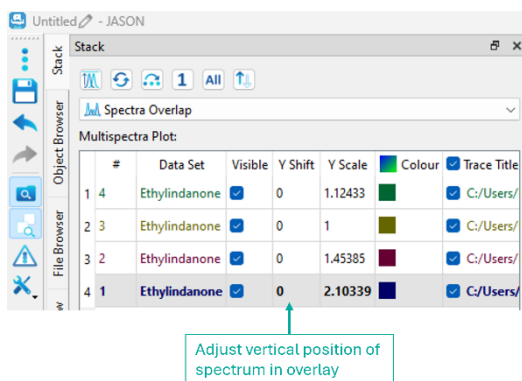 Untitled - JASON
Stack
Stack
Object Browser
File Browser
1 All
Spectra Overlap
Multispectra Plot:
# Data Set Visible Y Shift Y Scale Colour Trace Title
1 4 Ethylindanone 0 1.12433 C:/Users/
2 3 Ethylindanone 0 1 C:/Users/
3 2 Ethylindanone 0 1.45385 C:/Users/
4 1 Ethylindanone 0 2.10339 C:/Users/
Adjust vertical position of
spectrum in overlay